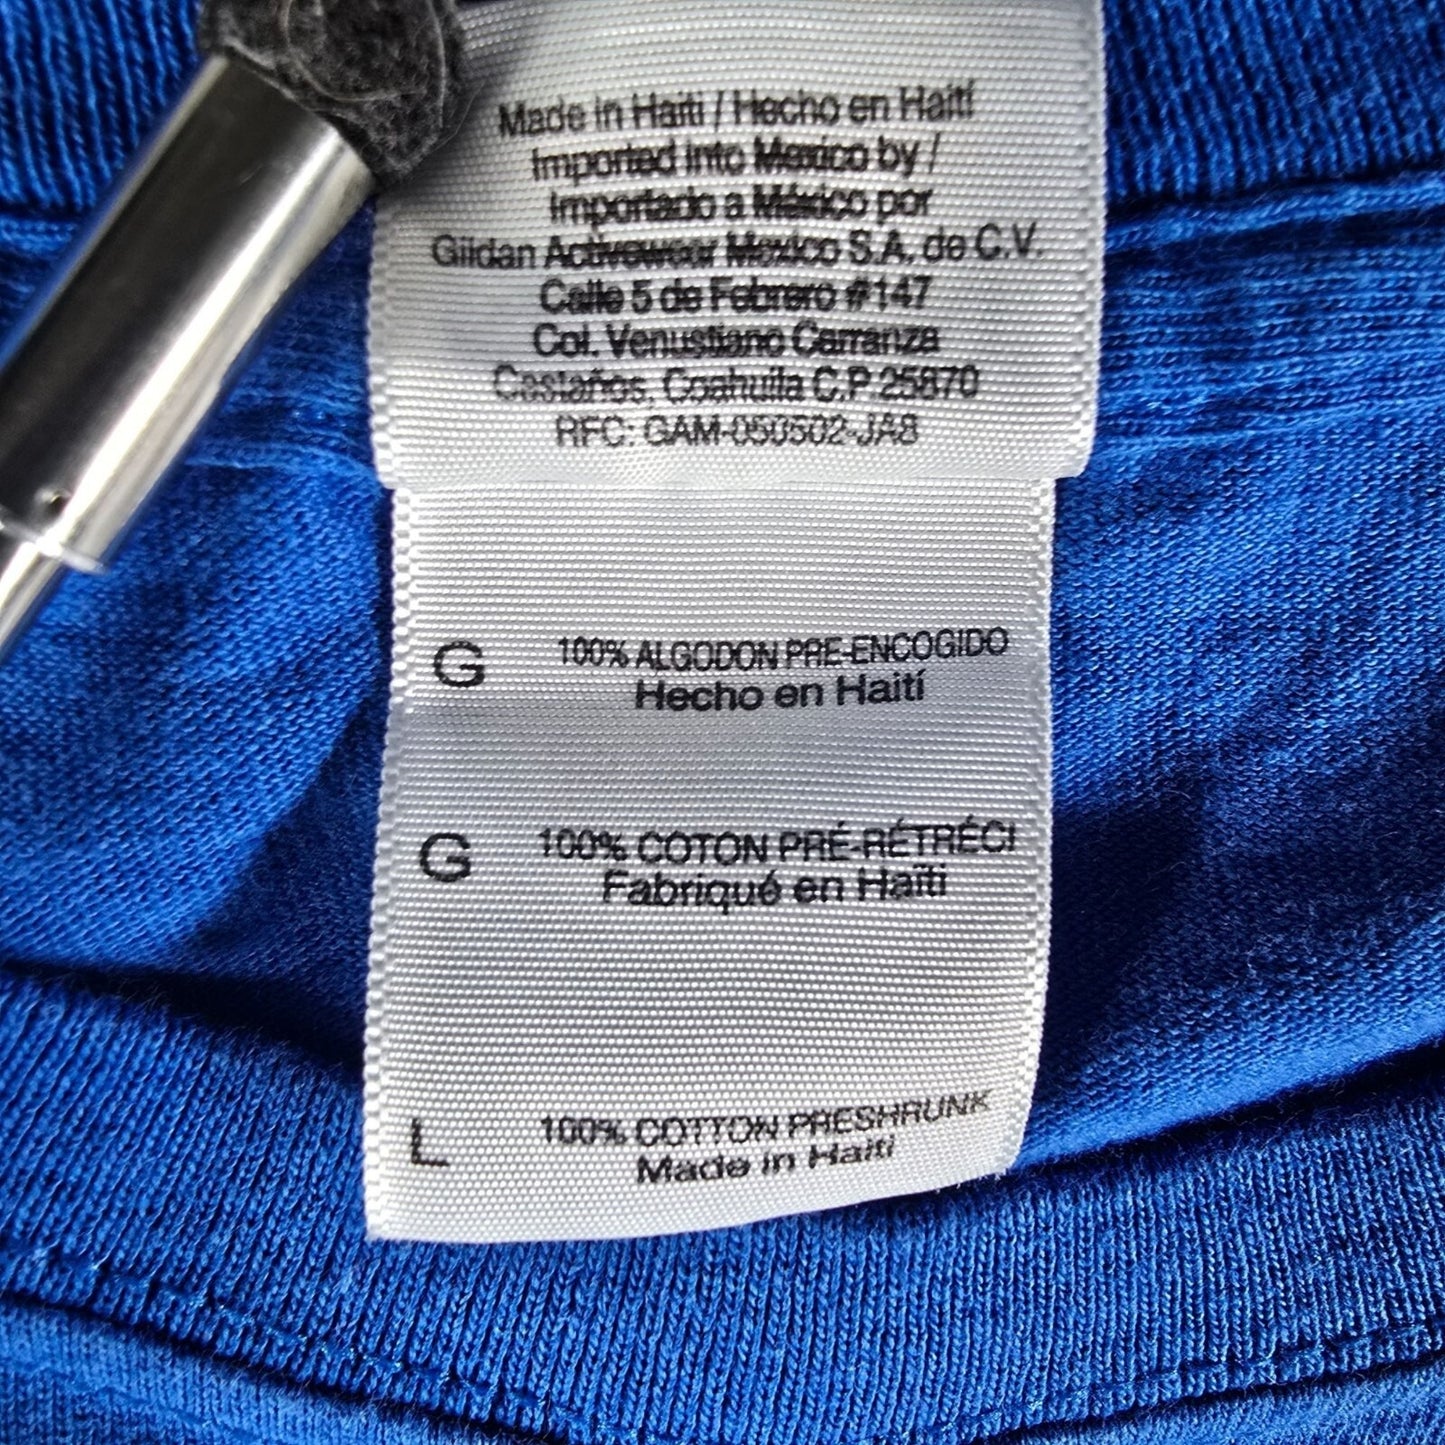 Made in Haiti / Hecho en Haití
Imported into Mexico by /
Importado a México por
Gildan Activewear Mexico S.A. de C.V.
Calle 5 de Febrero #147
Col. Venustiano Carranza
Castaños, Coahuila C.P. 25870
RFC: GAM-050502-JA8
G 100% ALGODON PRE-ENCOGIDO
Hecho en Haití
G 100% COTON PRÉ-RÉTRÉCI
Fabriqué en Haïti
L 100% COTTON PRESHRUNK
Made in Haiti